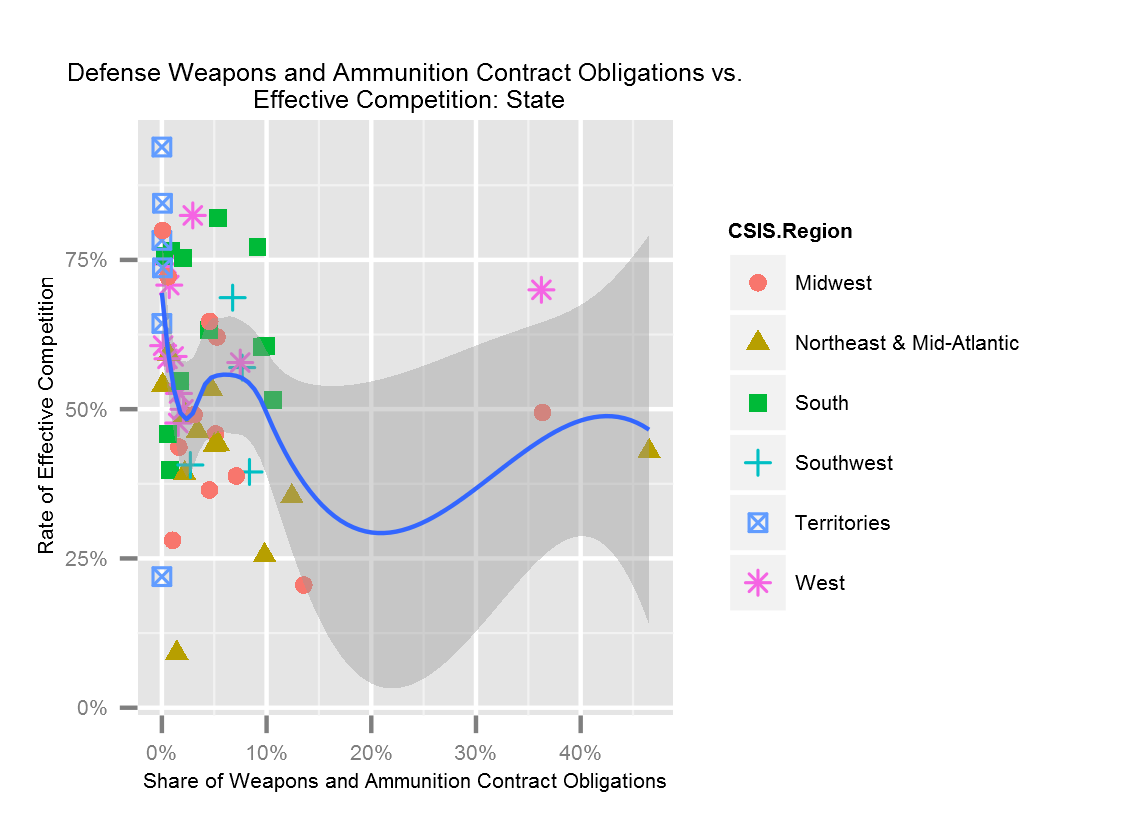 Defense Weapons and Ammunition Contract Obligations vs.
Effective Competition: State
Rate of Effective Competition
75%
50%
25%
0%
0% 10% 20% 30% 40%
Share of Weapons and Ammunition Contract Obligations
CSIS.Region
Midwest
Northeast & Mid-Atlantic
South
Southwest
Territories
West